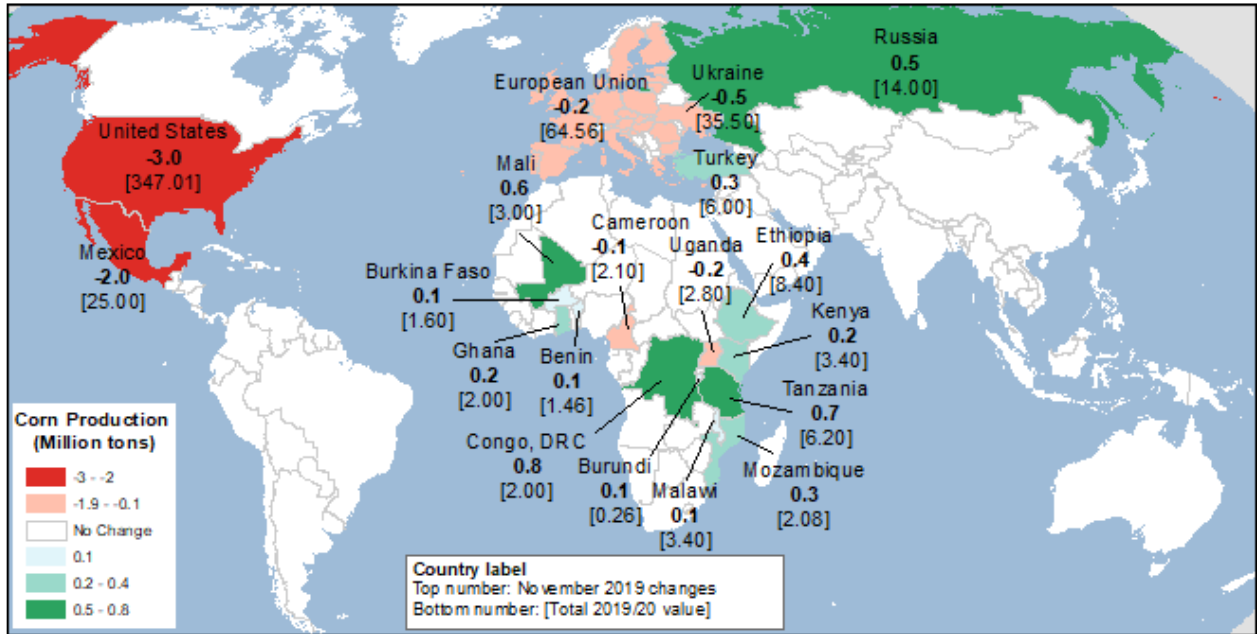 Russia
0.5
[14.00]
European Union
-0.2
[64.56]
Ukraine
-0.5
[35.50]
United States
-3.0
[347.01]
Mali
0.6
[3.00]
Turkey
0.3
[6.00]
Cameroon
-0.1
[2.10]
Uganda
-0.2
[2.80]
Ethiopia
0.4
[8.40]
Mexico
-2.0
[25.00]
Burkina Faso
0.1
[1.60]
Kenya
0.2
[3.40]
Ghana
0.2
[2.00]
Benin
0.1
[1.46]
Tanzania
0.7
[6.20]
Congo, DRC
0.8
[2.00]
Burundi
0.1
[0.26]
Malawi
0.1
[3.40]
Mozambique
0.3
[2.08]
Corn Production
(Million tons)
-3 - -2
-1.9 - -0.1
No Change
0.1
0.2 - 0.4
0.5 - 0.8
Country label
Top number: November 2019 changes
Bottom number: [Total 2019/20 value]